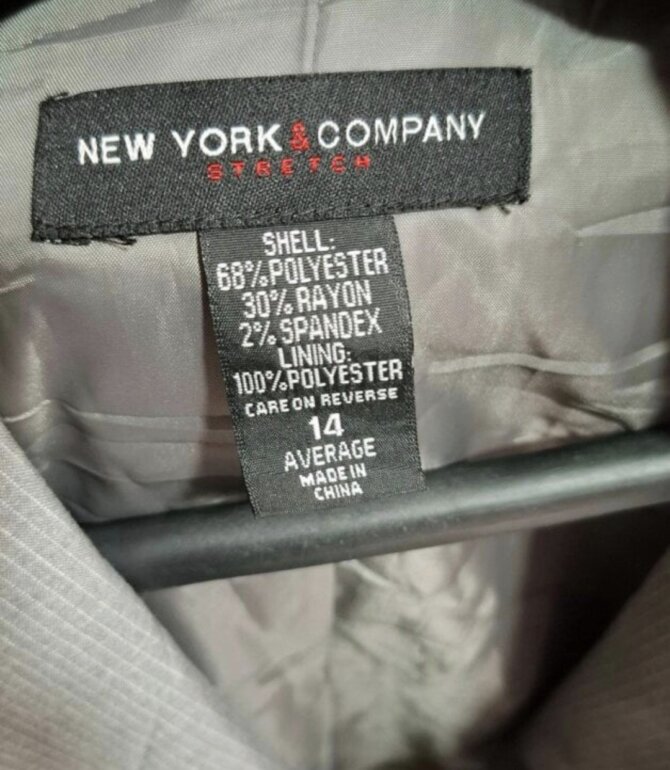 NEW YORK & COMPANY
STRETCH
SHELL:
68% POLYESTER
30% RAYON
2% SPANDEX
LINING:
100% POLYESTER
CARE ON REVERSE
14
AVERAGE
MADE IN
CHINA